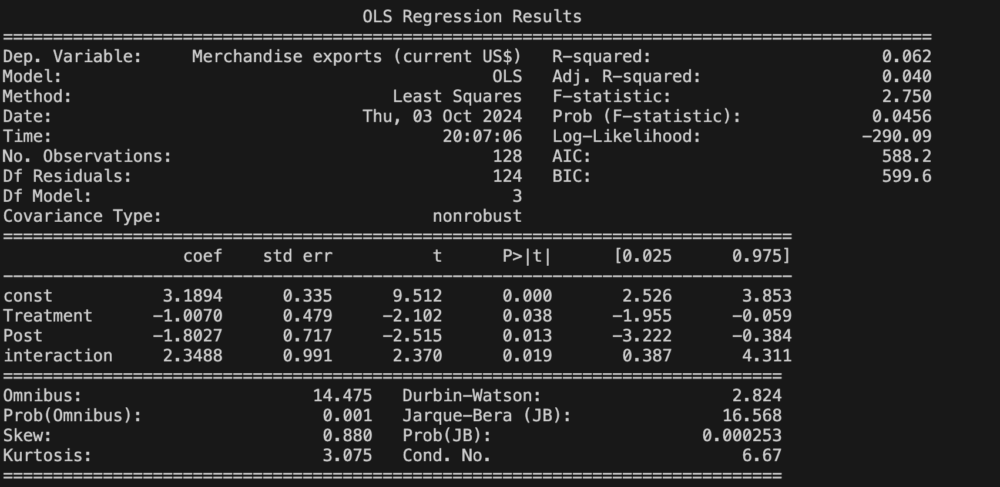 OLS Regression Results
==============================================================================================
Dep. Variable:     Merchandise exports (current US$)   R-squared:                       0.062
Model:                                           OLS   Adj. R-squared:                  0.040
Method:                                Least Squares   F-statistic:                     2.750
Date:                               Thu, 03 Oct 2024   Prob (F-statistic):             0.0456
Time:                                       20:07:06   Log-Likelihood:                -290.09
No. Observations:                                128   AIC:                             588.2
Df Residuals:                                    124   BIC:                             599.6
Df Model:                                          3
Covariance Type:                           nonrobust
===============================================================================
                  coef    std err          t      P>|t|      [0.025      0.975]
-------------------------------------------------------------------------------
const           3.1894      0.335      9.512      0.000       2.526       3.853
Treatment      -1.0070      0.479     -2.102      0.038      -1.955      -0.059
Post           -1.8027      0.717     -2.515      0.013      -3.222      -0.384
interaction     2.3488      0.991      2.370      0.019       0.387       4.311
==============================================================================
Omnibus:                       14.475   Durbin-Watson:                   2.824
Prob(Omnibus):                  0.001   Jarque-Bera (JB):               16.568
Skew:                           0.880   Prob(JB):                     0.000253
Kurtosis:                       3.075   Cond. No.                         6.67
==============================================================================